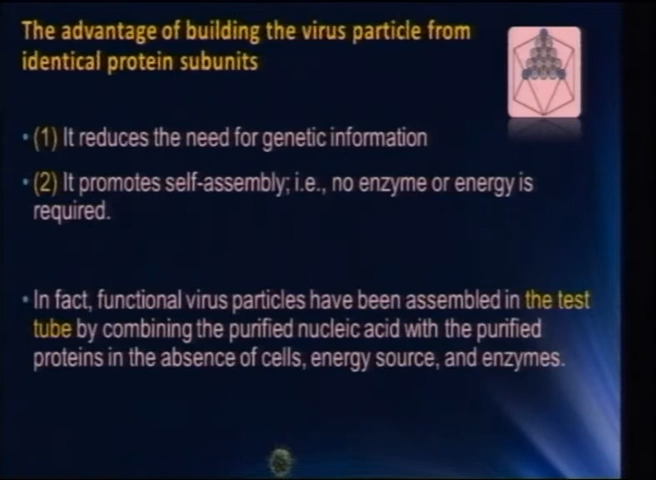 The advantage of building the virus particle from
identical protein subunits
• (1) It reduces the need for genetic information
• (2) It promotes self-assembly; i.e., no enzyme or energy is
required.
• In fact, functional virus particles have been assembled in the test
tube by combining the purified nucleic acid with the purified
proteins in the absence of cells, energy source, and enzymes.